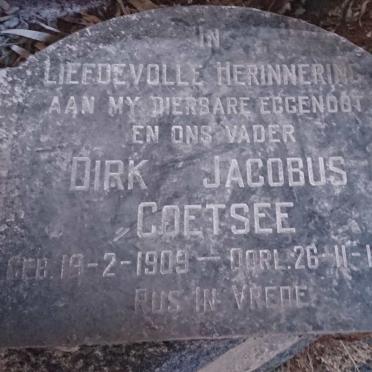 IN
LIEFDEVOLLE HERINNERING
AAN MY DIERBARE EGGENOOT
EN ONS VADER
DIRK JACOBUS
COETSEE
GEB. 19-2-1909 — OORL. 26-11-1
RUS IN VREDE